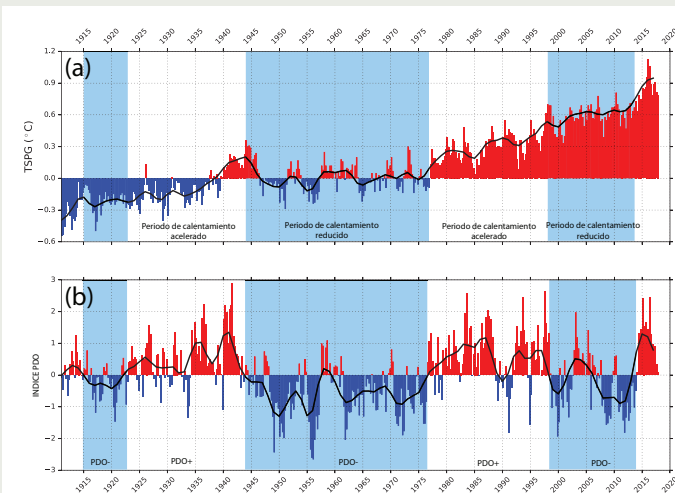 1915 1920 1925 1930 1935 1940 1945 1950 1955 1960 1965 1970 1975 1980 1985 1990 1995 2000 2005 2010 2015 2020
(a)
TSPG (°C)
1.2
0.9
0.6
0.3
0.0
−0.3
−0.6
Periodo de calentamiento acelerado
Periodo de calentamiento reducido
Periodo de calentamiento acelerado
Periodo de calentamiento reducido
(b)
INDICE PDO
3
2
1
0
−1
−2
−3
PDO- PDO+ PDO- PDO+ PDO-
1915 1920 1925 1930 1935 1940 1945 1950 1955 1960 1965 1970 1975 1980 1985 1990 1995 2000 2005 2010 2015 2020